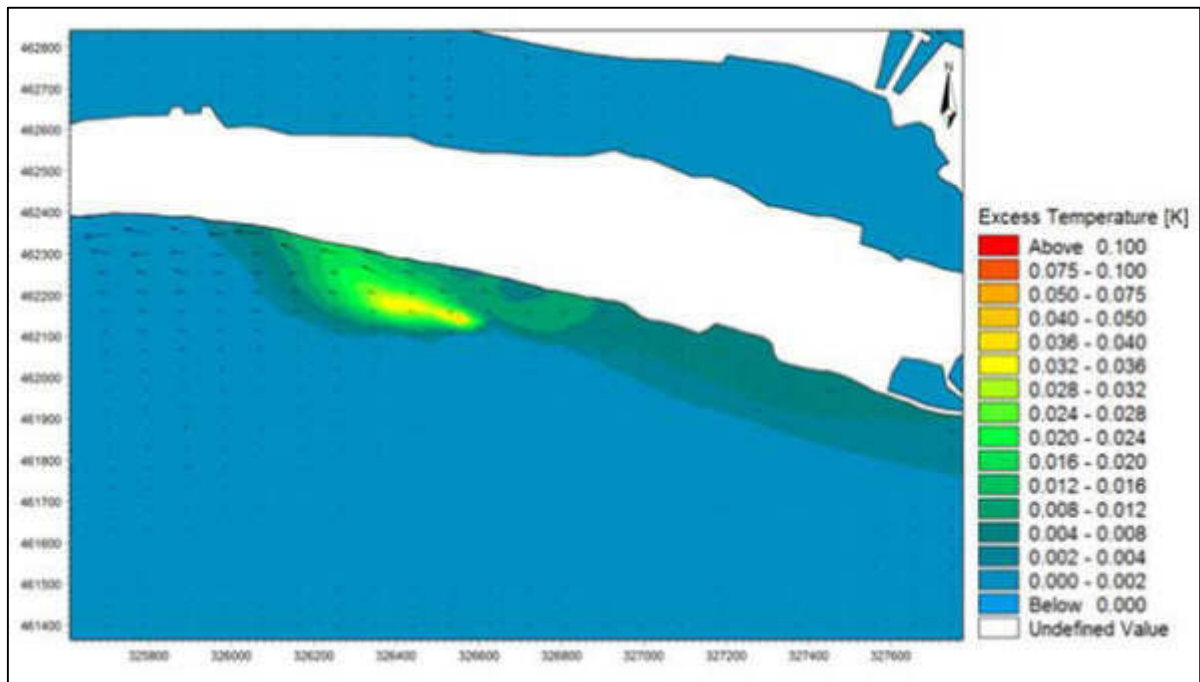 462800
462700
462600
462500
462400
462300
462200
462100
462000
461900
461800
461700
461600
461500
461400
325800 326000 326200 326400 326600 326800 327000 327200 327400 327600
N
Excess Temperature [K]
Above 0.100
0.075 - 0.100
0.050 - 0.075
0.040 - 0.050
0.036 - 0.040
0.032 - 0.036
0.028 - 0.032
0.024 - 0.028
0.020 - 0.024
0.016 - 0.020
0.012 - 0.016
0.008 - 0.012
0.004 - 0.008
0.002 - 0.004
0.000 - 0.002
Below 0.000
Undefined Value